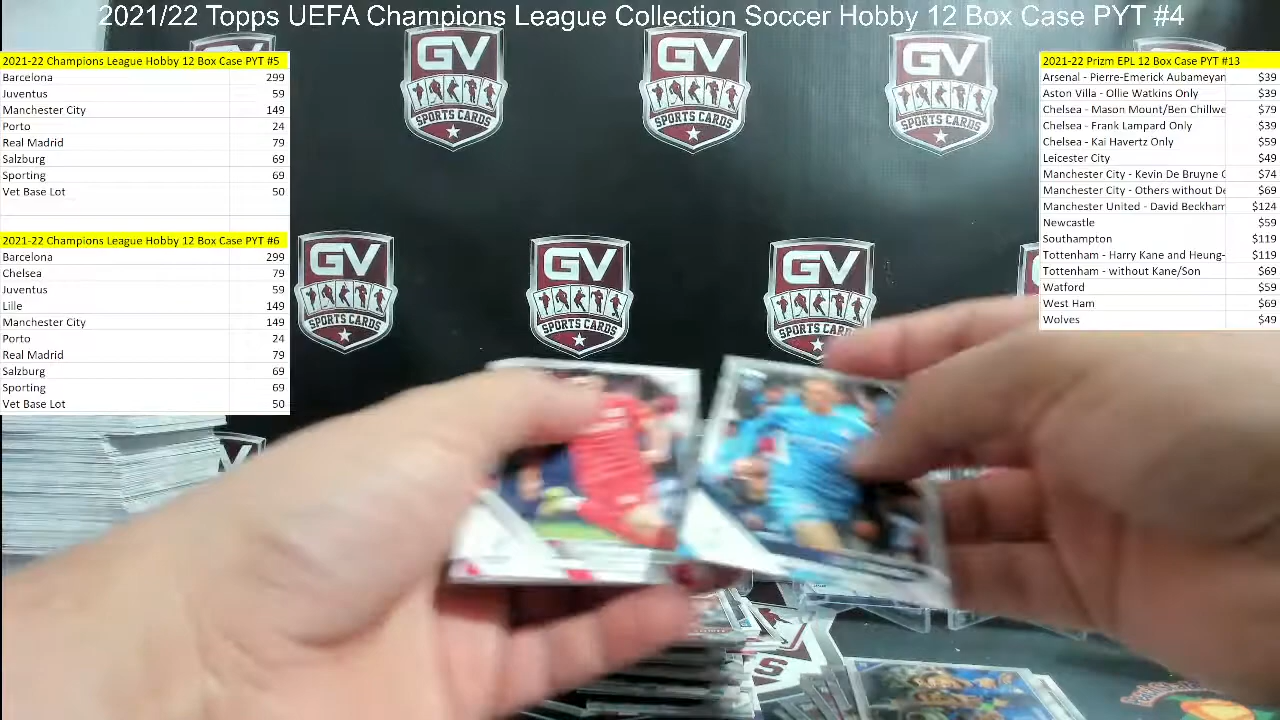 2021/22 Topps UEFA Champions League Collection Soccer Hobby 12 Box Case PYT #4
2021-22 Champions League Hobby 12 Box Case PYT #5
Barcelona 299
Juventus 59
Manchester City 149
Porto 24
Real Madrid 79
Salzburg 69
Sporting 69
Vet Base Lot 50
2021-22 Champions League Hobby 12 Box Case PYT #6
Barcelona 299
Chelsea 79
Juventus 59
Lille 149
Manchester City 149
Porto 24
Real Madrid 79
Salzburg 69
Sporting 69
Vet Base Lot 50
2021-22 Prizm EPL 12 Box Case PYT #13
Arsenal - Pierre-Emerick Aubameyan $39
Aston Villa - Ollie Watkins Only $39
Chelsea - Mason Mount/Ben Chillwe $79
Chelsea - Frank Lampard Only $39
Chelsea - Kai Havertz Only $59
Leicester City $49
Manchester City - Kevin De Bruyne $74
Manchester City - Others without De $69
Manchester United - David Beckham $124
Newcastle $59
Southampton $119
Tottenham - Harry Kane and Heung- $119
Tottenham - without Kane/Son $69
Watford $59
West Ham $69
Wolves $49
GV
SPORTS CARDS
GV
SPORTS CARDS
GV
SPORTS CARDS
GV
SPORTS CARDS
GV
SPORTS CARDS
GV
SPORTS CARDS